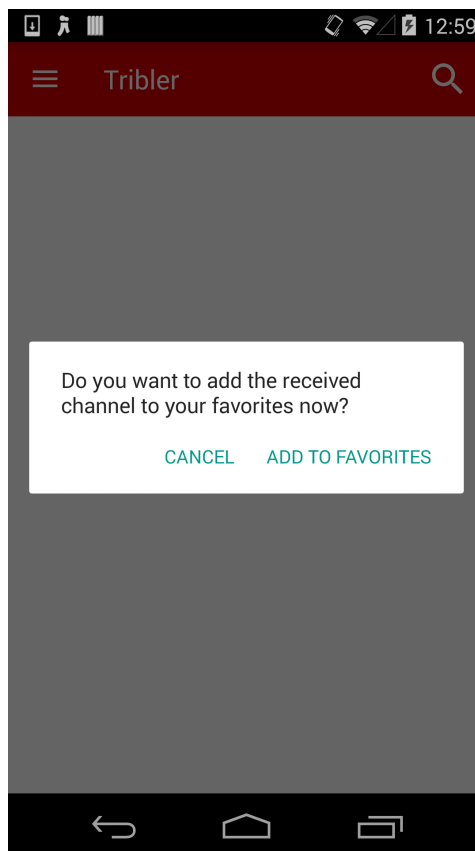 12:59
Tribler
Do you want to add the received
channel to your favorites now?
CANCEL ADD TO FAVORITES